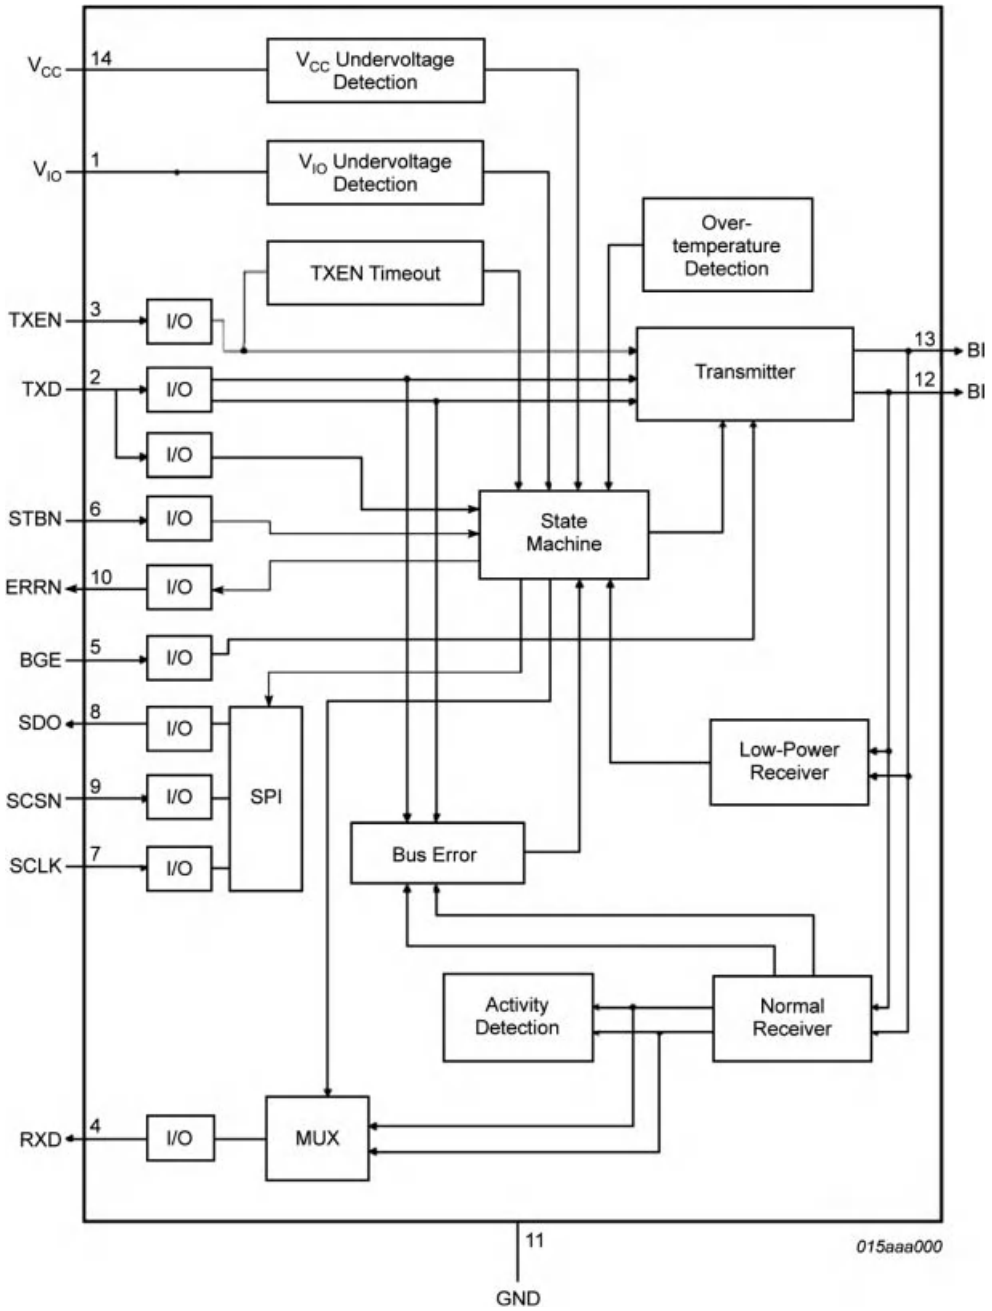 VCC 14
VCC Undervoltage
Detection
VIO 1
VIO Undervoltage
Detection
Over-
temperature
Detection
TXEN Timeout
TXEN 3 I/O
Transmitter
13 BI
TXD 2 I/O
12 BI
I/O
STBN 6 I/O
State
Machine
ERRN 10 I/O
BGE 5 I/O
SDO 8 I/O
Low-Power
Receiver
SCSN 9 I/O
SPI
Bus Error
SCLK 7 I/O
Activity
Detection
Normal
Receiver
RXD 4 I/O
MUX
11
015aaa000
GND